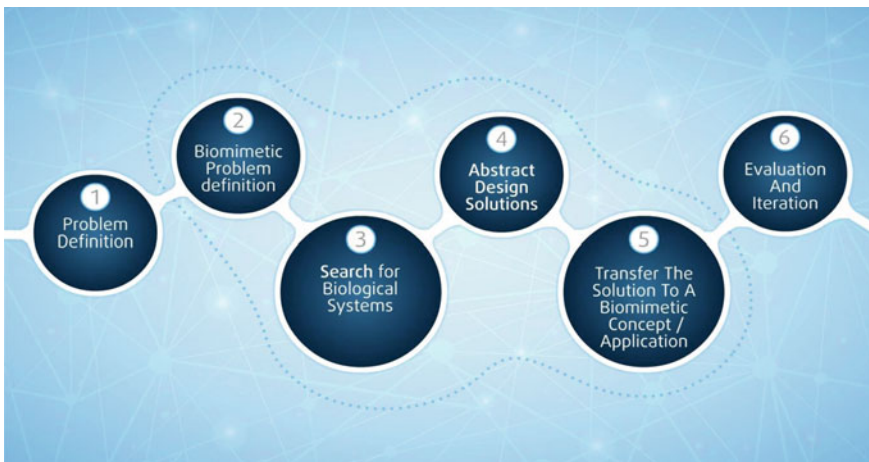 1
Problem
Definition
2
Biomimetic
Problem
definition
3
Search for
Biological
Systems
4
Abstract
Design
Solutions
5
Transfer The
Solution To A
Biomimetic
Concept /
Application
6
Evaluation
And
Iteration